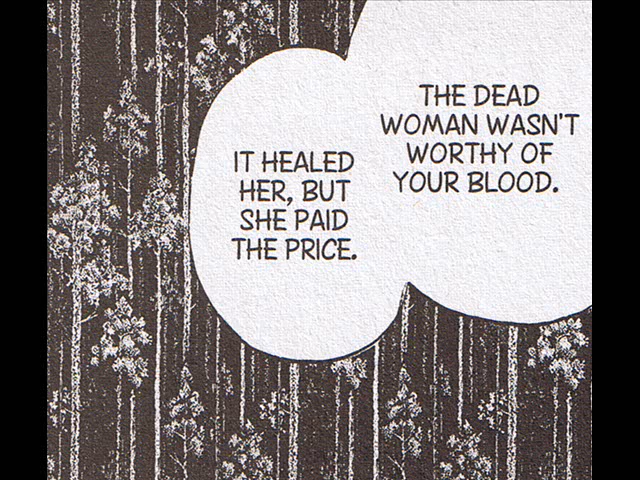 THE DEAD
WOMAN WASN'T
WORTHY OF
YOUR BLOOD.
IT HEALED
HER, BUT
SHE PAID
THE PRICE.